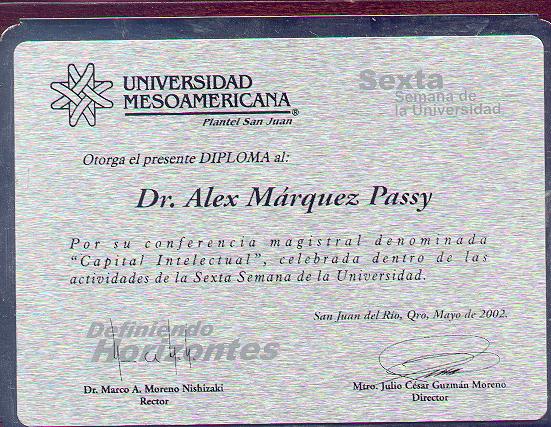 UNIVERSIDAD
MESOAMERICANA®
Plantel San Juan
Sexta
Semana de
la Universidad
Otorga el presente DIPLOMA al:
Dr. Alex Márquez Passy
Por su conferencia magistral denominada
"Capital Intelectual", celebrada dentro de las
actividades de la Sexta Semana de la Universidad.
San Juan del Río, Qro, Mayo de 2002.
Definiendo
Horizontes
Dr. Marco A. Moreno Nishizaki
Rector
Mtro. Julio César Guzmán Moreno
Director